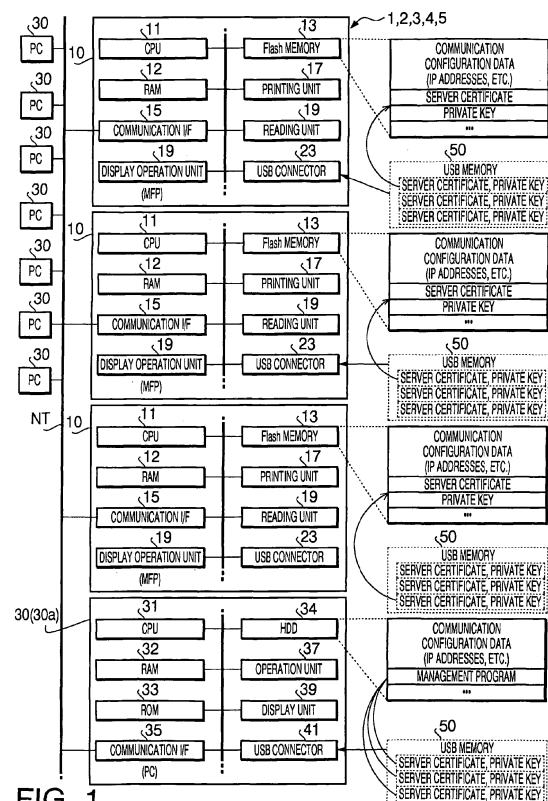 1,2,3,4,5
30
PC
30
PC
30
PC
30
PC
30
PC
30
PC
30
PC
NT
10
11
CPU
13
Flash MEMORY
12
RAM
17
PRINTING UNIT
15
COMMUNICATION I/F
19
READING UNIT
19
DISPLAY OPERATION UNIT
23
USB CONNECTOR
(MFP)
COMMUNICATION
CONFIGURATION DATA
(IP ADDRESSES, ETC.)
SERVER CERTIFICATE
PRIVATE KEY
•••
50
USB MEMORY
SERVER CERTIFICATE, PRIVATE KEY
SERVER CERTIFICATE, PRIVATE KEY
SERVER CERTIFICATE, PRIVATE KEY
10
11
CPU
13
Flash MEMORY
12
RAM
17
PRINTING UNIT
15
COMMUNICATION I/F
19
READING UNIT
19
DISPLAY OPERATION UNIT
23
USB CONNECTOR
(MFP)
COMMUNICATION
CONFIGURATION DATA
(IP ADDRESSES, ETC.)
SERVER CERTIFICATE
PRIVATE KEY
•••
50
USB MEMORY
SERVER CERTIFICATE, PRIVATE KEY
SERVER CERTIFICATE, PRIVATE KEY
SERVER CERTIFICATE, PRIVATE KEY
10
11
CPU
13
Flash MEMORY
12
RAM
17
PRINTING UNIT
15
COMMUNICATION I/F
19
READING UNIT
19
DISPLAY OPERATION UNIT
23
USB CONNECTOR
(MFP)
COMMUNICATION
CONFIGURATION DATA
(IP ADDRESSES, ETC.)
SERVER CERTIFICATE
PRIVATE KEY
•••
50
USB MEMORY
SERVER CERTIFICATE, PRIVATE KEY
SERVER CERTIFICATE, PRIVATE KEY
SERVER CERTIFICATE, PRIVATE KEY
30(30a)
31
CPU
34
HDD
32
RAM
37
OPERATION UNIT
33
ROM
39
DISPLAY UNIT
35
COMMUNICATION I/F
41
USB CONNECTOR
(PC)
COMMUNICATION
CONFIGURATION DATA
(IP ADDRESSES, ETC.)
MANAGEMENT PROGRAM
•••
50
USB MEMORY
SERVER CERTIFICATE, PRIVATE KEY
SERVER CERTIFICATE, PRIVATE KEY
SERVER CERTIFICATE, PRIVATE KEY
FIG. 1